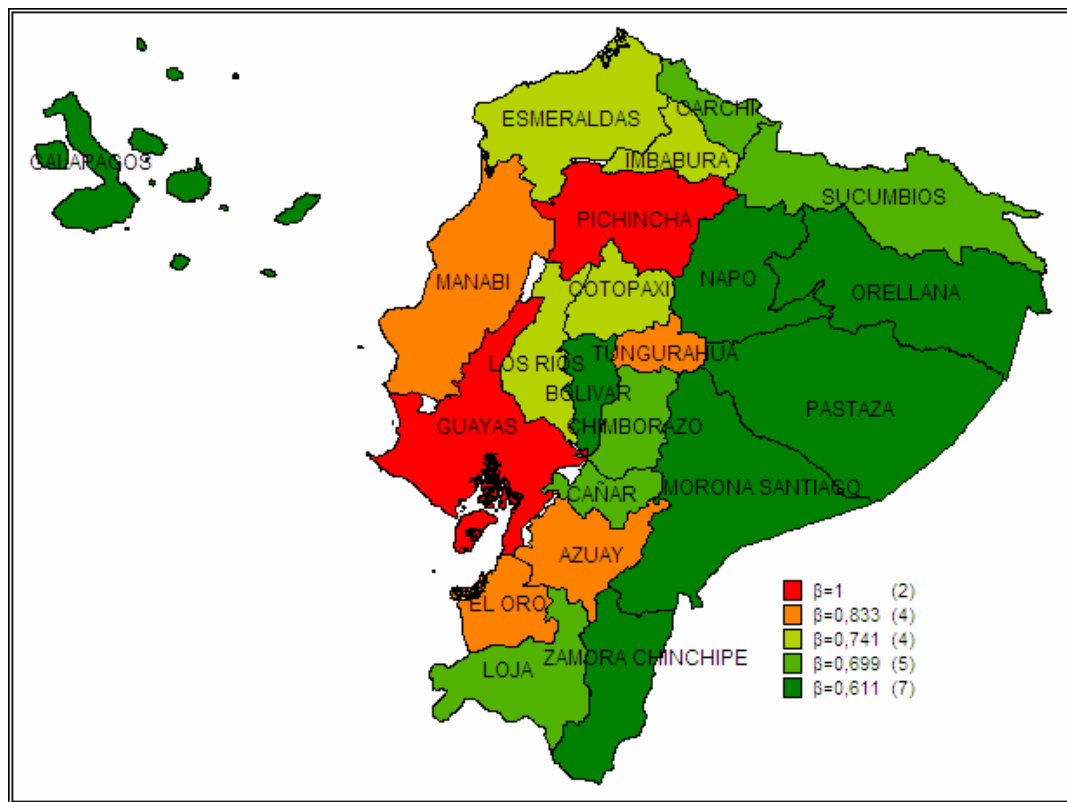 ESMERALDAS
CARCHI
GALAPAGOS
IMBABURA
SUCUMBIOS
PICHINCHA
MANABI
COTOPAXI
NAPO
ORELLANA
LOS RIOS
TUNGURAHUA
BOLIVAR
PASTAZA
GUAYAS
CHIMBORAZO
CAÑAR
MORONA SANTIAGO
AZUAY
EL ORO
ZAMORA CHINCHIPE
LOJA
β=1 (2)
β=0,833 (4)
β=0,741 (4)
β=0,699 (5)
β=0,611 (7)